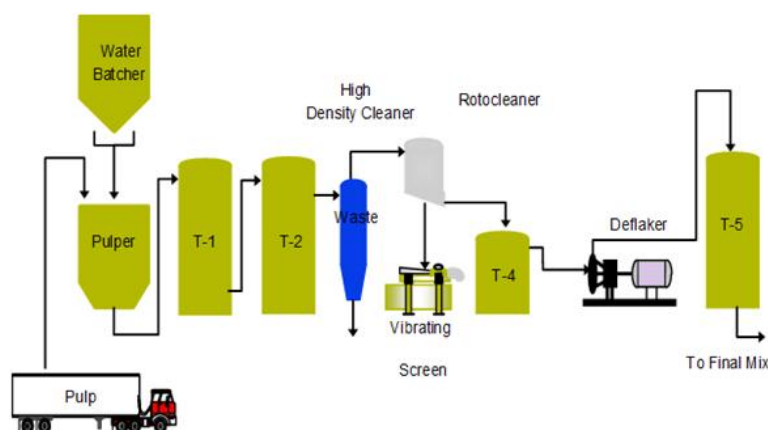 Water
Batcher
High
Density Cleaner
Rotocleaner
Pulper
T-1
T-2
Waste
T-4
Deflaker
T-5
Vibrating
Screen
To Final Mix
Pulp